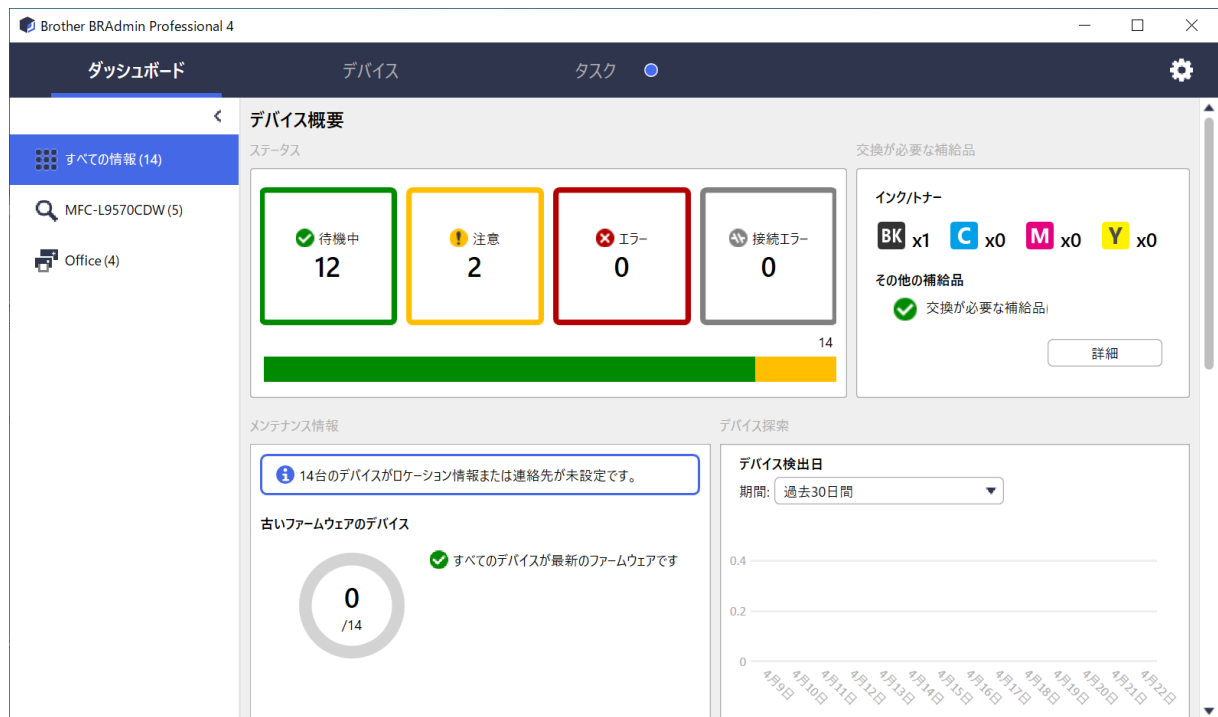 Brother BRAdmin Professional 4
ダッシュボード
デバイス
タスク
すべての情報 (14)
MFC-L9570CDW (5)
Office (4)
デバイス概要
ステータス
待機中
12
注意
2
エラー
0
接続エラー
0
14
交換が必要な補給品
インク/トナー
BK x1 C x0 M x0 Y x0
その他の補給品
交換が必要な補給品
詳細
メンテナンス情報
14台のデバイスがロケーション情報または連絡先が未設定です。
古いファームウェアのデバイス
0
/14
すべてのデバイスが最新のファームウェアです
デバイス探索
デバイス検出日
期間: 過去30日間
0.4
0.2
0
4月9日 4月10日 4月11日 4月12日 4月13日 4月14日 4月15日 4月16日 4月17日 4月18日 4月19日 4月20日 4月21日 4月22日